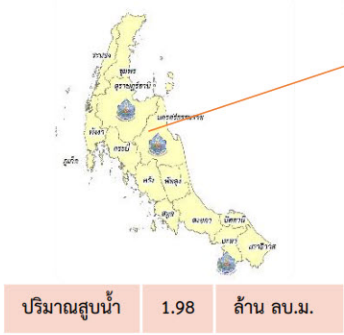 ระนอง
ชุมพร
สุราษฎร์ธานี
นครศรีธรรมราช
พังงา
กระบี่
ภูเก็ต
ตรัง
พัทลุง
สตูล
สงขลา
ปัตตานี
ยะลา
นราธิวาส
ปริมาณสูบน้ำ 1.98 ล้าน ลบ.ม.